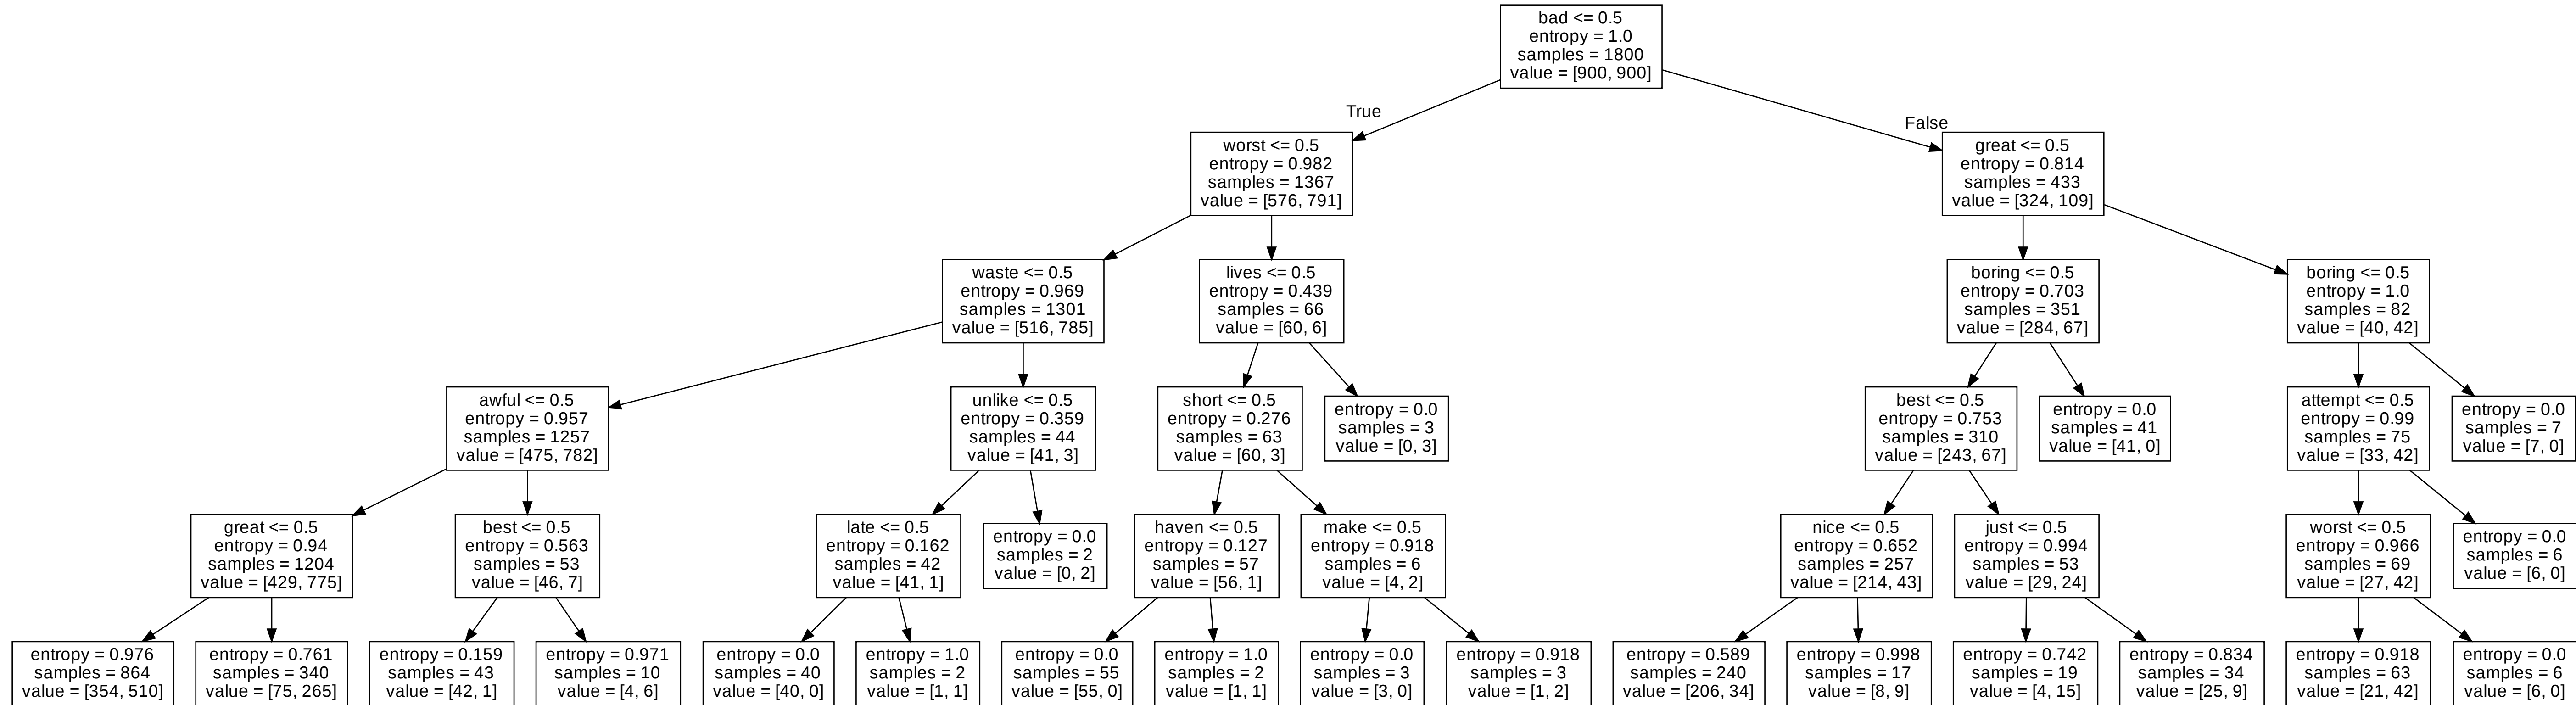 bad <= 0.5
entropy = 1.0
samples = 1800
value = [900, 900]
True
False
worst <= 0.5
entropy = 0.982
samples = 1367
value = [576, 791]
great <= 0.5
entropy = 0.814
samples = 433
value = [324, 109]
waste <= 0.5
entropy = 0.969
samples = 1301
value = [516, 785]
lives <= 0.5
entropy = 0.439
samples = 66
value = [60, 6]
boring <= 0.5
entropy = 0.703
samples = 351
value = [284, 67]
boring <= 0.5
entropy = 1.0
samples = 82
value = [40, 42]
awful <= 0.5
entropy = 0.957
samples = 1257
value = [475, 782]
unlike <= 0.5
entropy = 0.359
samples = 44
value = [41, 3]
short <= 0.5
entropy = 0.276
samples = 63
value = [60, 3]
entropy = 0.0
samples = 3
value = [0, 3]
best <= 0.5
entropy = 0.753
samples = 310
value = [243, 67]
entropy = 0.0
samples = 41
value = [41, 0]
attempt <= 0.5
entropy = 0.99
samples = 75
value = [33, 42]
entropy = 0.0
samples = 7
value = [7, 0]
great <= 0.5
entropy = 0.94
samples = 1204
value = [429, 775]
best <= 0.5
entropy = 0.563
samples = 53
value = [46, 7]
late <= 0.5
entropy = 0.162
samples = 42
value = [41, 1]
entropy = 0.0
samples = 2
value = [0, 2]
haven <= 0.5
entropy = 0.127
samples = 57
value = [56, 1]
make <= 0.5
entropy = 0.918
samples = 6
value = [4, 2]
nice <= 0.5
entropy = 0.652
samples = 257
value = [214, 43]
just <= 0.5
entropy = 0.994
samples = 53
value = [29, 24]
worst <= 0.5
entropy = 0.966
samples = 69
value = [27, 42]
entropy = 0.0
samples = 6
value = [6, 0]
entropy = 0.976
samples = 864
value = [354, 510]
entropy = 0.761
samples = 340
value = [75, 265]
entropy = 0.159
samples = 43
value = [42, 1]
entropy = 0.971
samples = 10
value = [4, 6]
entropy = 0.0
samples = 40
value = [40, 0]
entropy = 1.0
samples = 2
value = [1, 1]
entropy = 0.0
samples = 55
value = [55, 0]
entropy = 1.0
samples = 2
value = [1, 1]
entropy = 0.0
samples = 3
value = [3, 0]
entropy = 0.918
samples = 3
value = [1, 2]
entropy = 0.589
samples = 240
value = [206, 34]
entropy = 0.998
samples = 17
value = [8, 9]
entropy = 0.742
samples = 19
value = [4, 15]
entropy = 0.834
samples = 34
value = [25, 9]
entropy = 0.918
samples = 63
value = [21, 42]
entropy = 0.0
samples = 6
value = [6, 0]